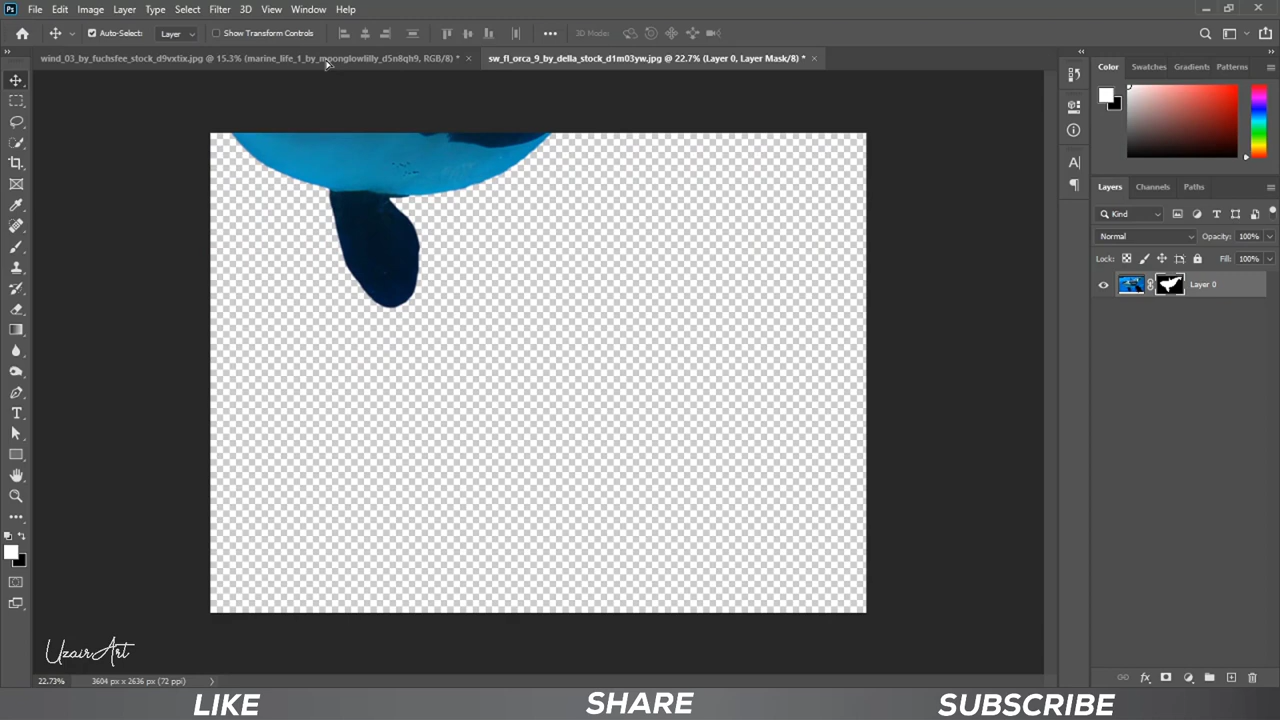 File Edit Image Layer Type Select Filter 3D View Window Help
Auto-Select: Layer Show Transform Controls 3D Mode:
wind_03_by_fuchsfee_stock_d9vxtix.jpg @ 15.3% (marine_life_1_by_moonglowlilly_d5n8qh9, RGB/8) * sw_fl_orca_9_by_della_stock_d1m03yw.jpg @ 22.7% (Layer 0, Layer Mask/8) *
Color Swatches Gradients Patterns
Layers Channels Paths
Kind
Normal Opacity: 100%
Lock: Fill: 100%
Layer 0
UzairArt
22.73% 3604 px x 2636 px (72 ppi)
LIKE SHARE SUBSCRIBE